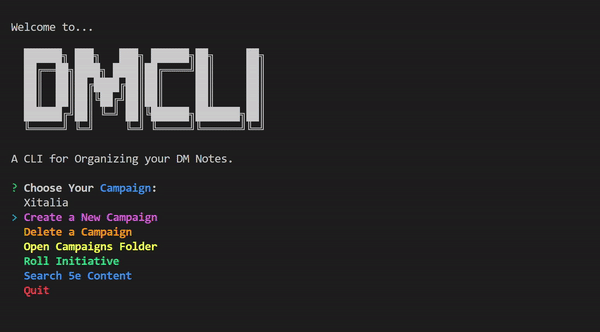 Welcome to...
DMCLI
A CLI for Organizing your DM Notes.
? Choose Your Campaign:
Xitalia
> Create a New Campaign
Delete a Campaign
Open Campaigns Folder
Roll Initiative
Search 5e Content
Quit